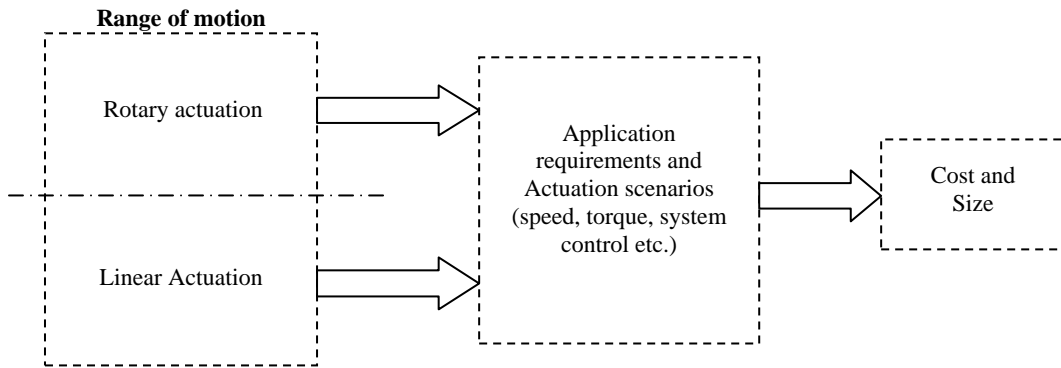 Range of motion
Rotary actuation
Linear Actuation
Application
requirements and
Actuation scenarios
(speed, torque, system
control etc.)
Cost and
Size